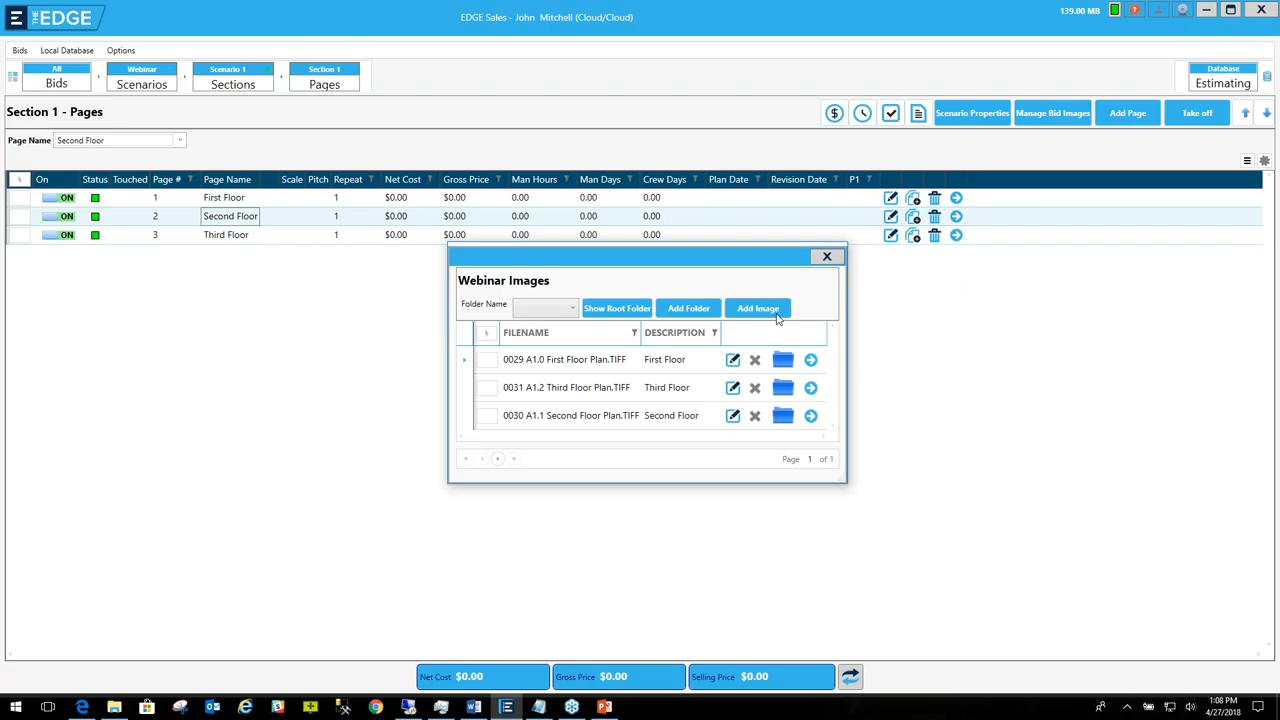 THE EDGE
EDGE Sales - John Mitchell (Cloud/Cloud)
139.00 MB
Bids Local Database Options
All Bids
Webinar Scenarios
Scenario 1 Sections
Section 1 Pages
Database Estimating
Section 1 - Pages
Scenario Properties Manage Bid Images Add Page Take off
Page Name Second Floor
On Status Touched Page # Page Name Scale Pitch Repeat Net Cost Gross Price Man Hours Man Days Crew Days Plan Date Revision Date P1
ON 1 First Floor 1 $0.00 $0.00 0.00 0.00 0.00
ON 2 Second Floor 1 $0.00 $0.00 0.00 0.00 0.00
ON 3 Third Floor 1 $0.00 $0.00 0.00 0.00 0.00
Webinar Images
Folder Name Show Root Folder Add Folder Add Image
FILENAME DESCRIPTION
0029 A1.0 First Floor Plan.TIFF First Floor
0031 A1.2 Third Floor Plan.TIFF Third Floor
0030 A1.1 Second Floor Plan.TIFF Second Floor
Page 1 of 1
Net Cost $0.00 Gross Price $0.00 Selling Price $0.00
1:08 PM
4/27/2018